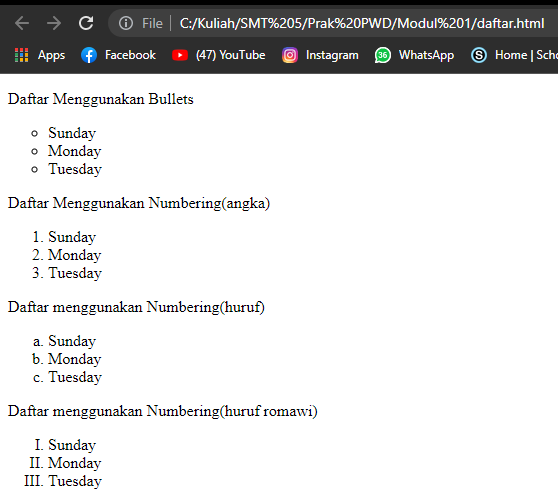 File | C:/Kuliah/SMT%205/Prak%20PWD/Modul%201/daftar.html
Apps Facebook (47) YouTube Instagram 36 WhatsApp Home | Scho
Daftar Menggunakan Bullets
Sunday
Monday
Tuesday
Daftar Menggunakan Numbering(angka)
1. Sunday
2. Monday
3. Tuesday
Daftar menggunakan Numbering(huruf)
a. Sunday
b. Monday
c. Tuesday
Daftar menggunakan Numbering(huruf romawi)
I. Sunday
II. Monday
III. Tuesday